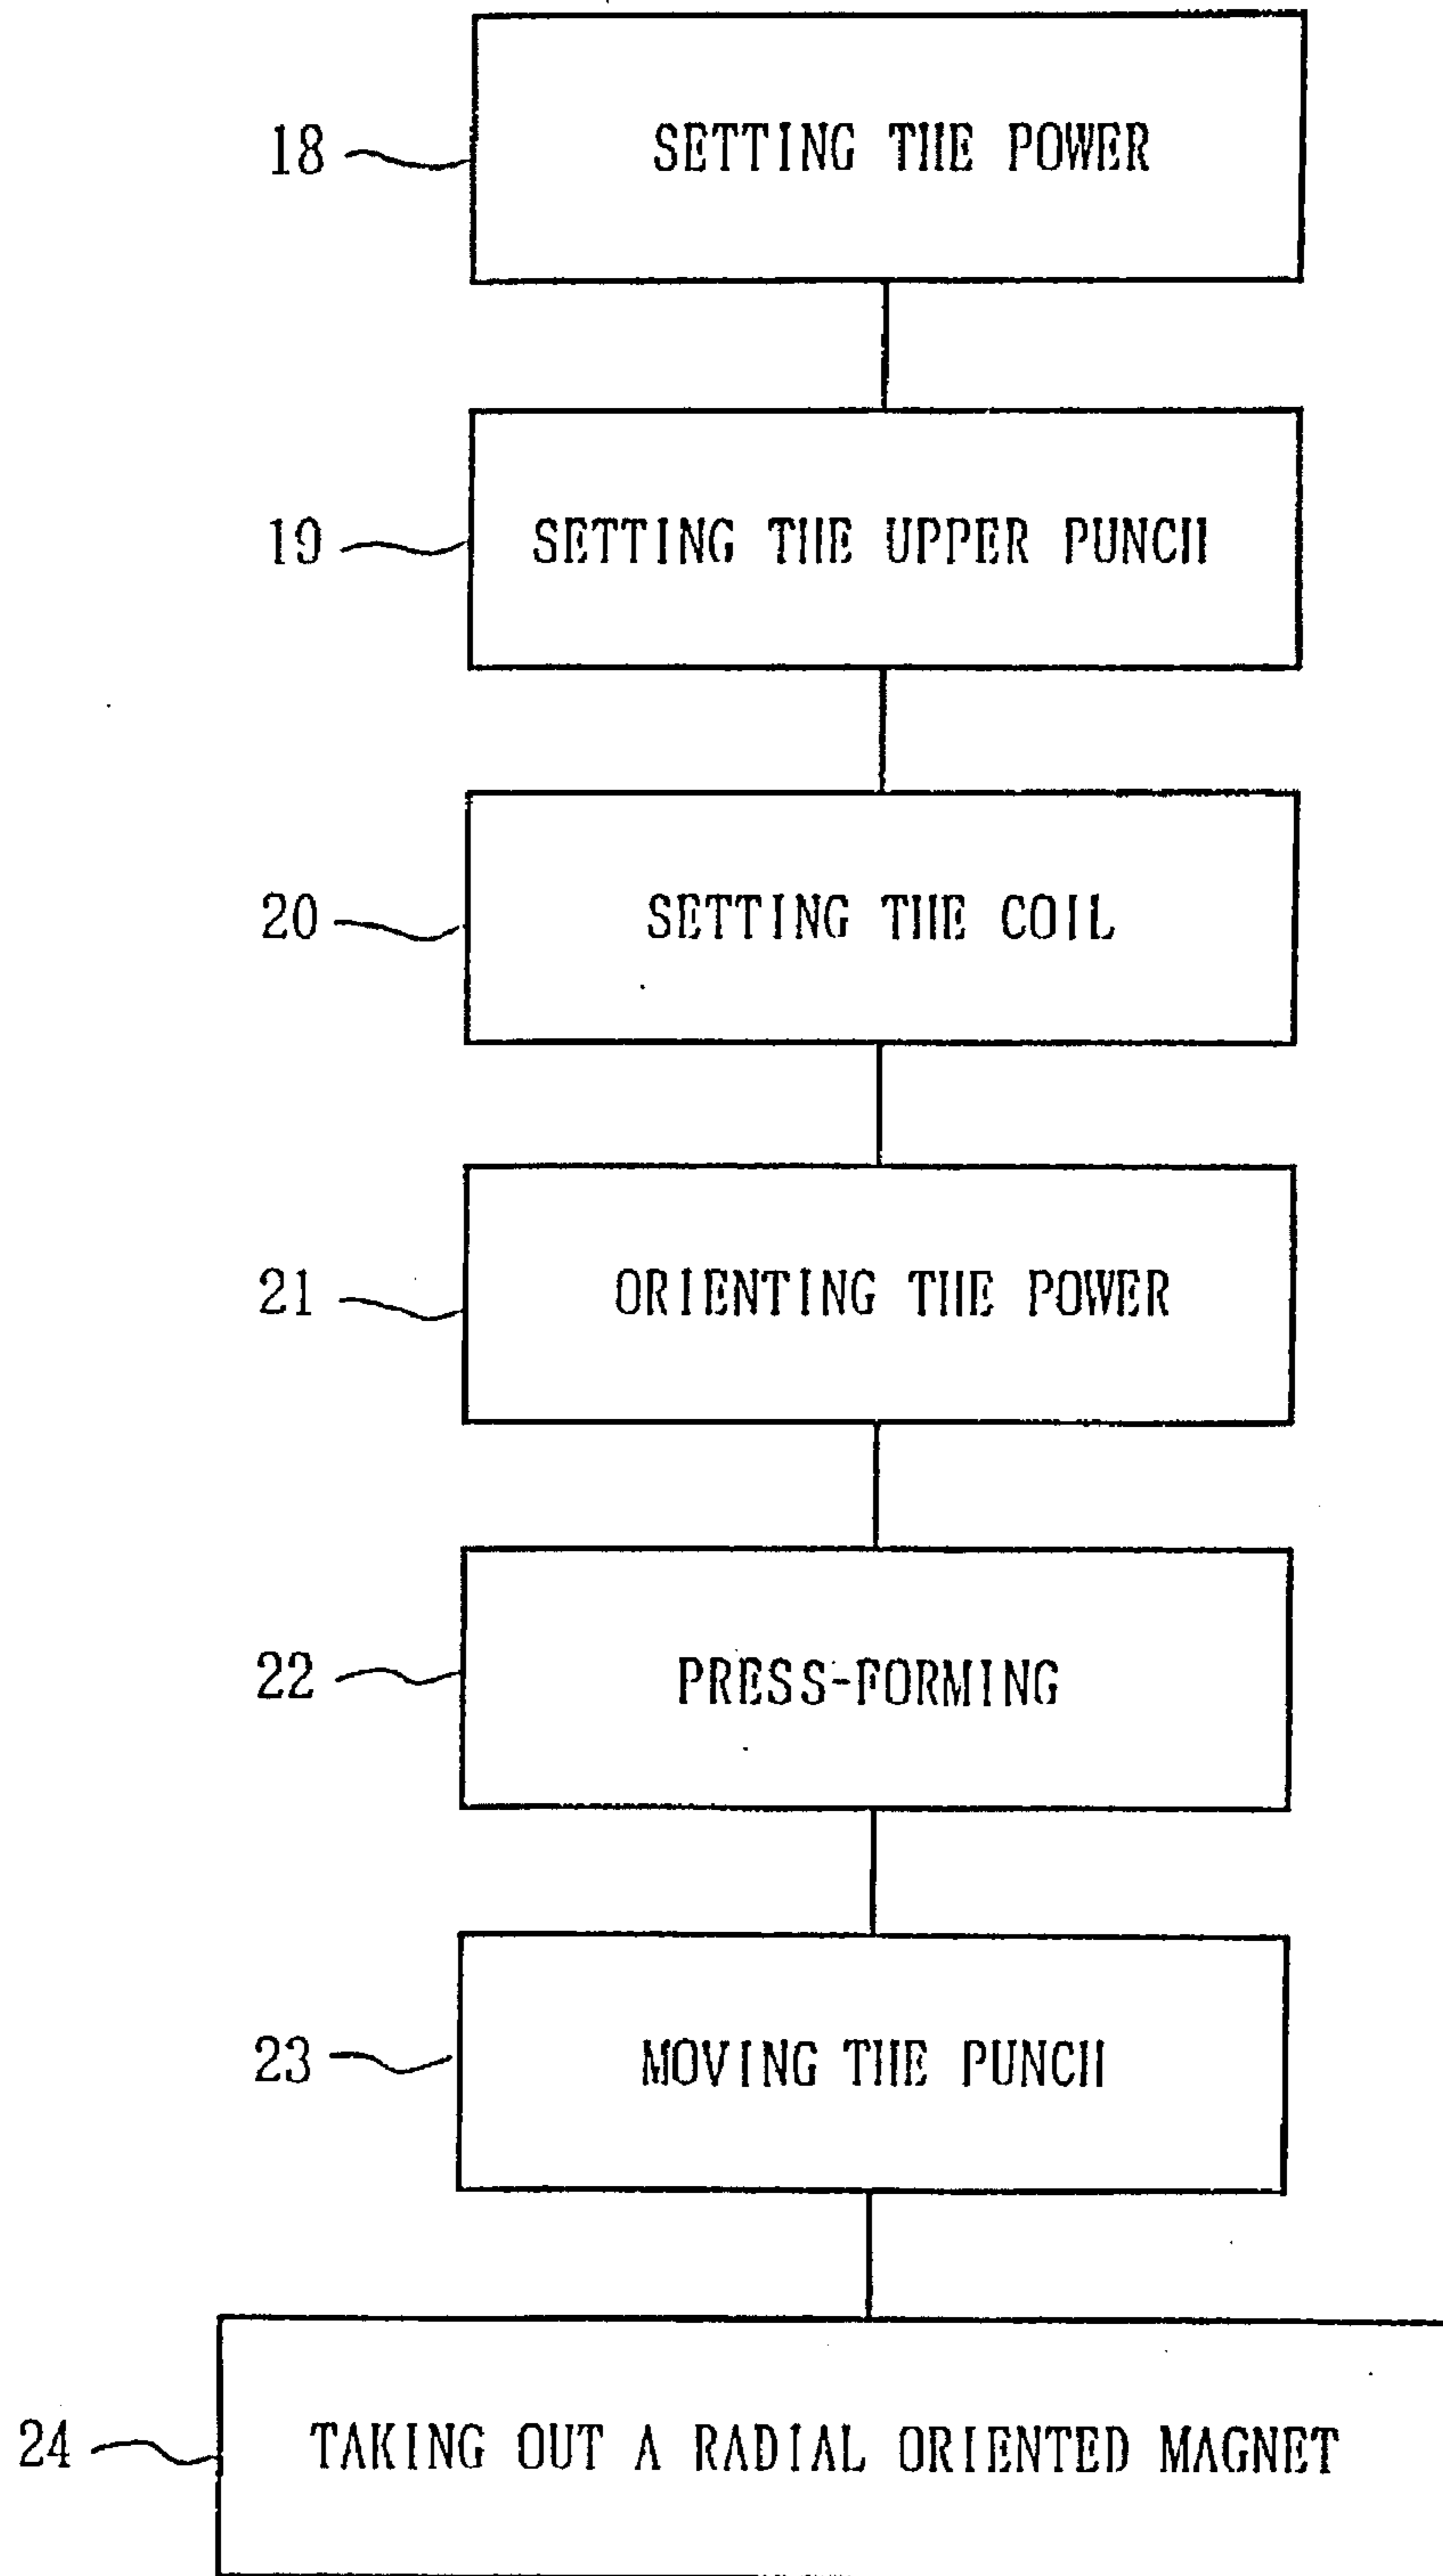 18 SETTING THE POWER
19 SETTING THE UPPER PUNCH
20 SETTING THE COIL
21 ORIENTING THE POWER
22 PRESS-FORMING
23 MOVING THE PUNCH
24 TAKING OUT A RADIAL ORIENTED MAGNET